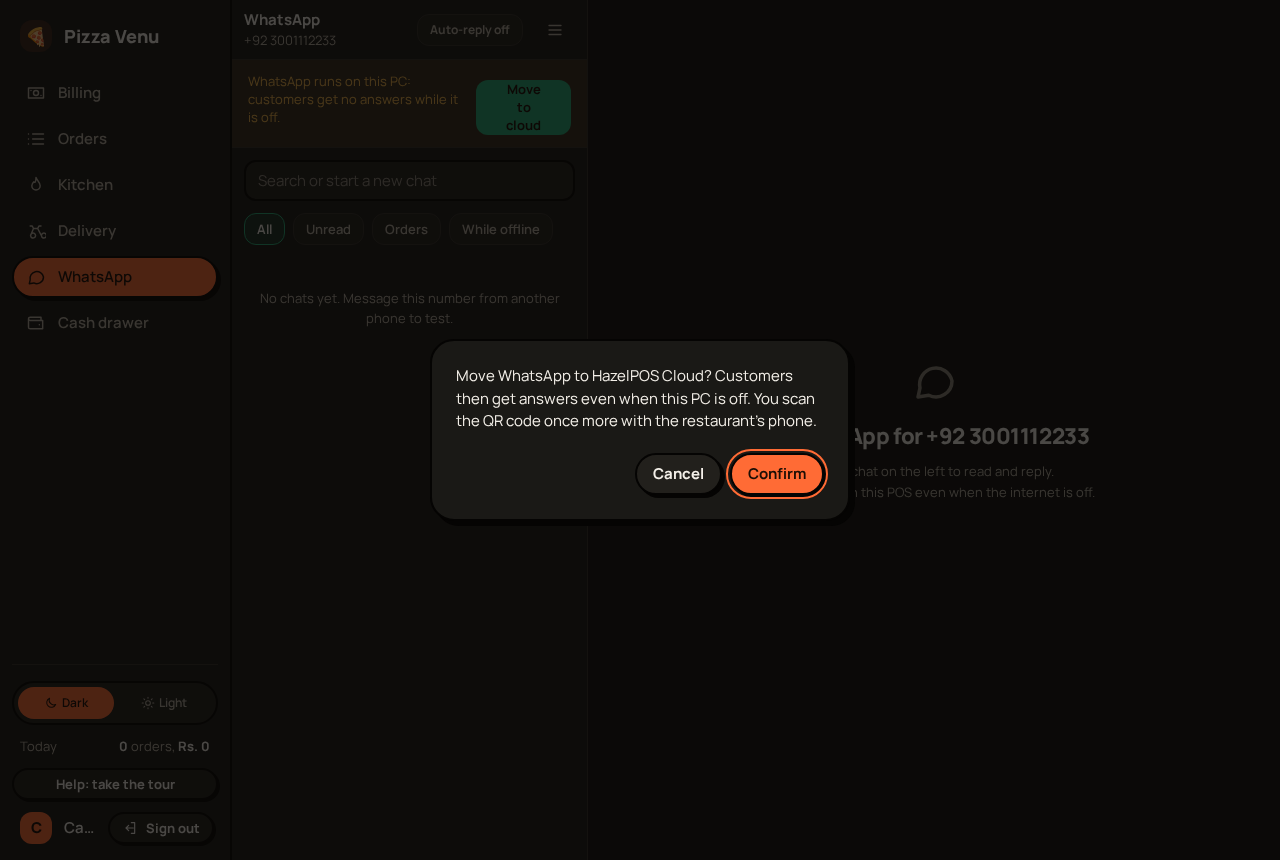 Pizza Venu
Billing
Orders
Kitchen
Delivery
WhatsApp
Cash drawer
Dark
Light
Today
0 orders, Rs. 0
Help: take the tour
C
Ca...
Sign out
WhatsApp
+92 3001112233
Auto-reply off
WhatsApp runs on this PC:
customers get no answers while it
is off.
Move
to
cloud
Search or start a new chat
All
Unread
Orders
While offline
No chats yet. Message this number from another
phone to test.
Move WhatsApp to HazelPOS Cloud? Customers
then get answers even when this PC is off. You scan
the QR code once more with the restaurant's phone.
Cancel
Confirm
App for +92 3001112233
chat on the left to read and reply.
this POS even when the internet is off.